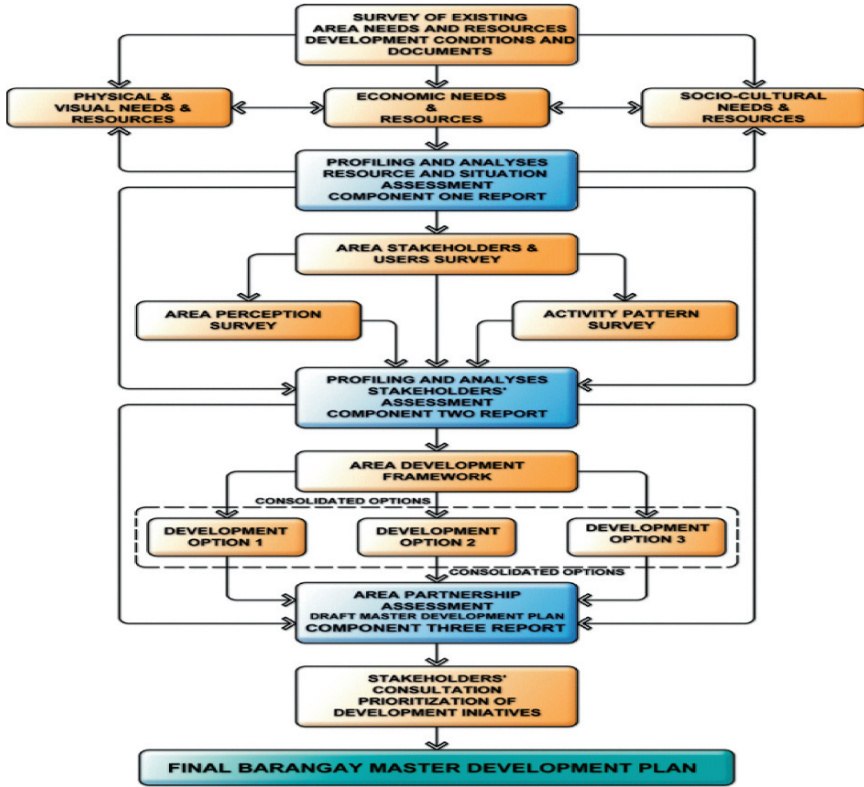 SURVEY OF EXISTING
AREA NEEDS AND RESOURCES
DEVELOPMENT CONDITIONS AND
DOCUMENTS
PHYSICAL &
VISUAL NEEDS &
RESOURCES
ECONOMIC NEEDS
&
RESOURCES
SOCIO-CULTURAL
NEEDS &
RESOURCES
PROFILING AND ANALYSES
RESOURCE AND SITUATION
ASSESSMENT
COMPONENT ONE REPORT
AREA STAKEHOLDERS &
USERS SURVEY
AREA PERCEPTION
SURVEY
ACTIVITY PATTERN
SURVEY
PROFILING AND ANALYSES
STAKEHOLDERS'
ASSESSMENT
COMPONENT TWO REPORT
AREA DEVELOPMENT
FRAMEWORK
CONSOLIDATED OPTIONS
DEVELOPMENT
OPTION 1
DEVELOPMENT
OPTION 2
DEVELOPMENT
OPTION 3
CONSOLIDATED OPTIONS
AREA PARTNERSHIP
ASSESSMENT
DRAFT MASTER DEVELOPMENT PLAN
COMPONENT THREE REPORT
STAKEHOLDERS'
CONSULTATION
PRIORITIZATION OF
DEVELOPMENT INIATIVES
FINAL BARANGAY MASTER DEVELOPMENT PLAN